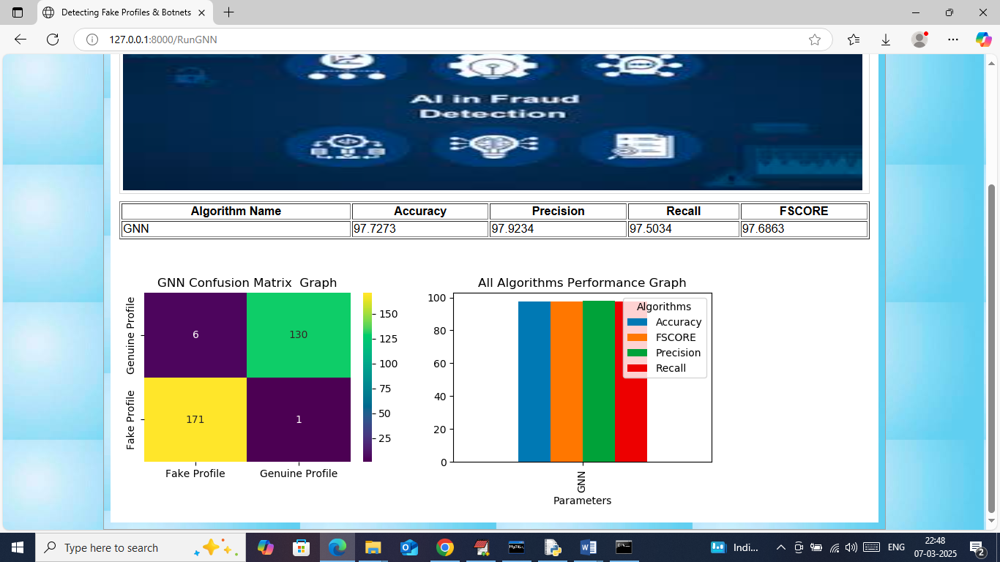 Detecting Fake Profiles & Botnets
127.0.0.1:8000/RunGNN
AI in Fraud
Detection
Algorithm Name Accuracy Precision Recall FSCORE
GNN 97.7273 97.9234 97.5034 97.6863
GNN Confusion Matrix  Graph
Genuine Profile
Fake Profile
6 130
171 1
Fake Profile Genuine Profile
150
125
100
75
50
25
All Algorithms Performance Graph
100
80
60
40
20
0
Algorithms
Accuracy
FSCORE
Precision
Recall
GNN
Parameters
Type here to search
Indi...
ENG
22:48
07-03-2025
2